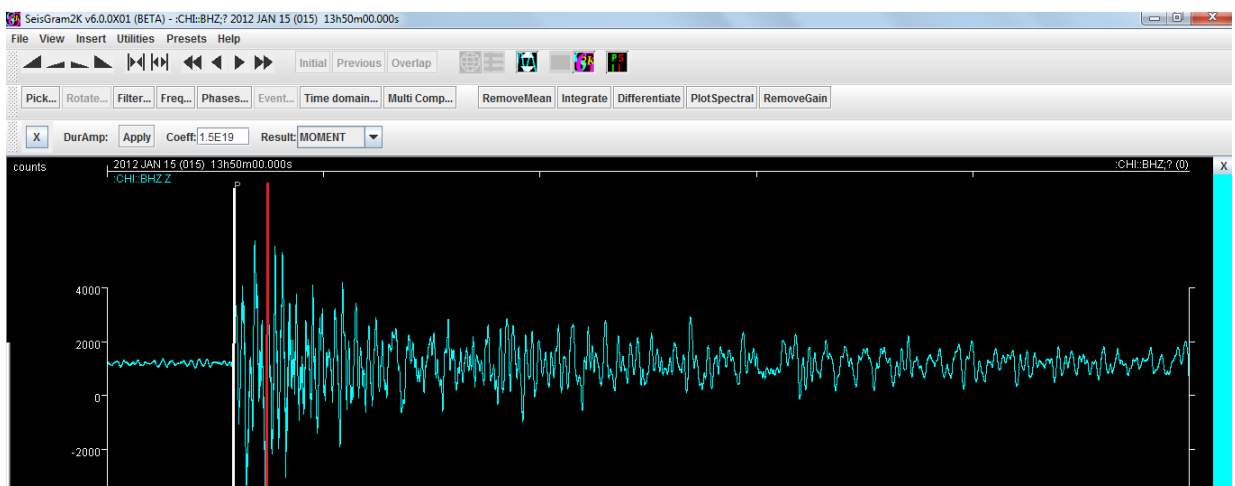 SeisGram2K v6.0.0X01 (BETA) - :CHI::BHZ;? 2012 JAN 15 (015) 13h50m00.000s
File View Insert Utilities Presets Help
Initial Previous Overlap
Pick... Rotate... Filter... Freq... Phases... Event... Time domain... Multi Comp... RemoveMean Integrate Differentiate PlotSpectral RemoveGain
X DurAmp: Apply Coeff: 1.5E19 Result: MOMENT
counts 2012 JAN 15 (015) 13h50m00.000s :CHI::BHZ;? (0) X
:CHI::BHZ Z
P
4000
2000
0
-2000